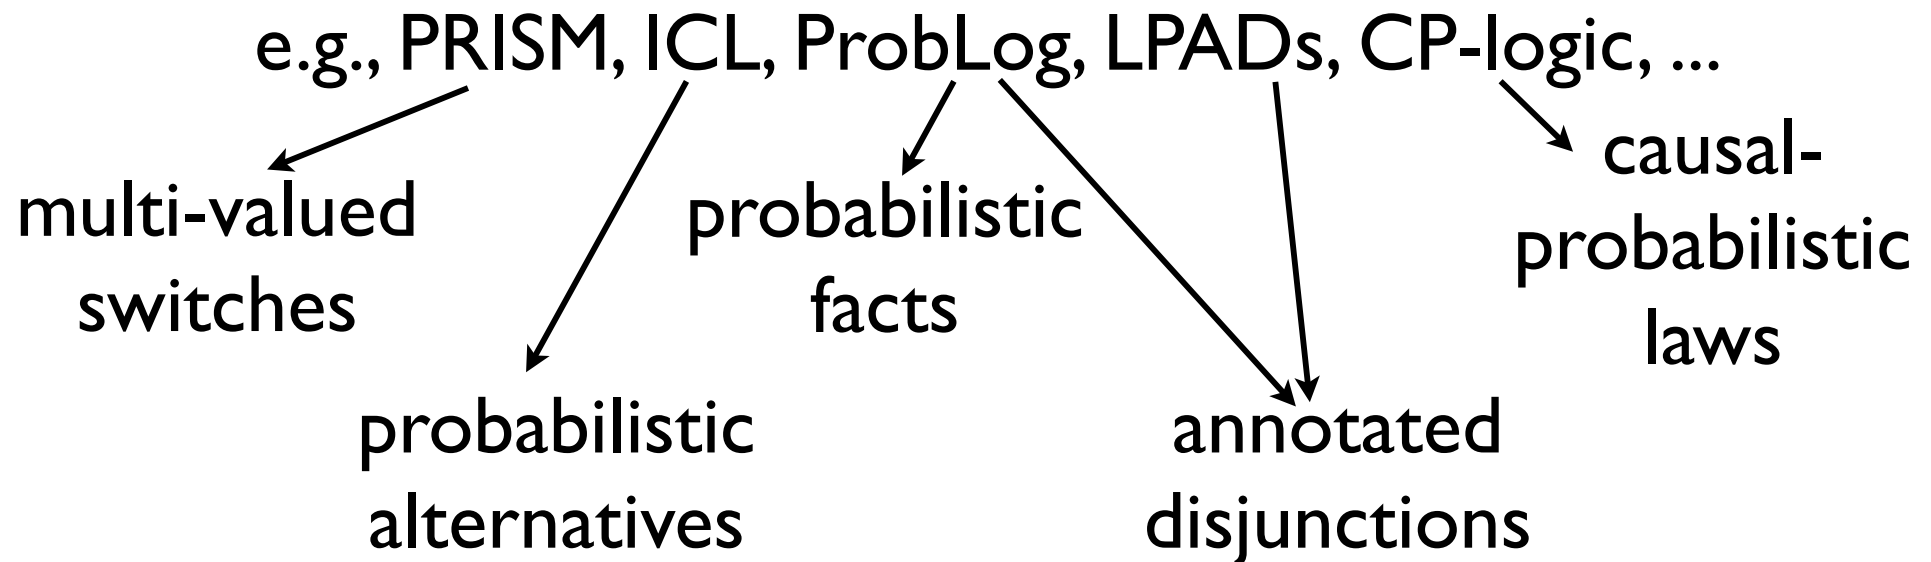 e.g., PRISM, ICL, ProbLog, LPADs, CP-logic, ...
multi-valued
switches
probabilistic
alternatives
probabilistic
facts
annotated
disjunctions
causal-
probabilistic
laws